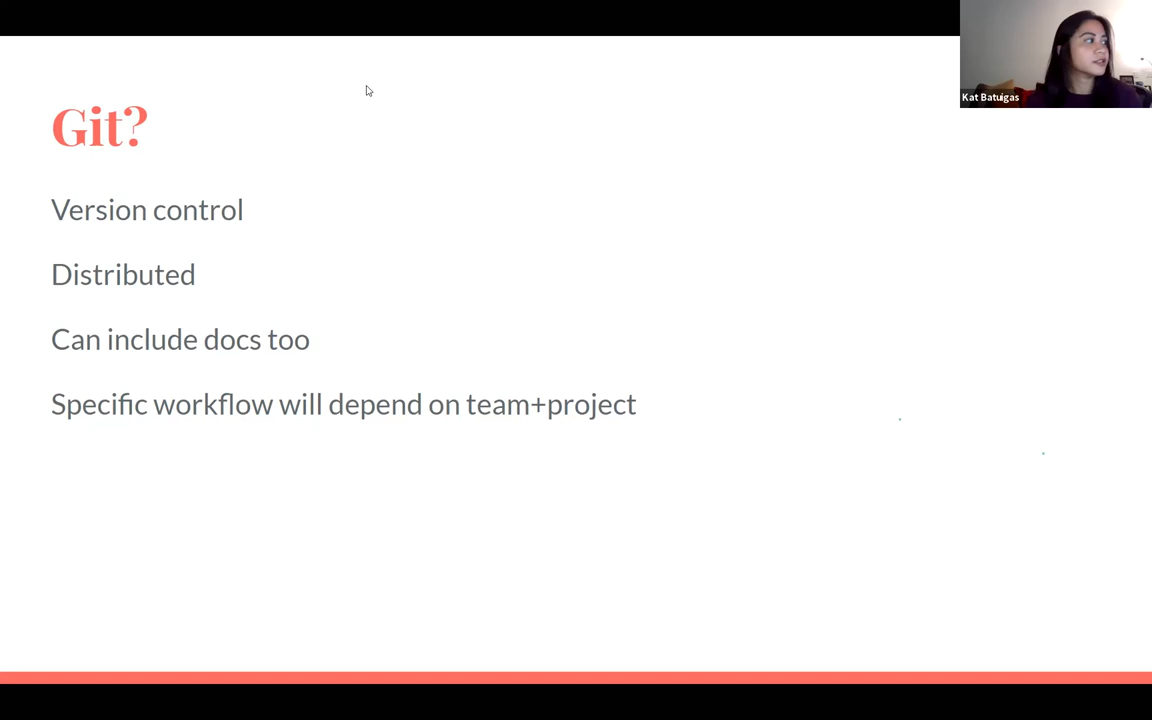 Git?
Version control
Distributed
Can include docs too
Specific workflow will depend on team+project
Kat Batuigas